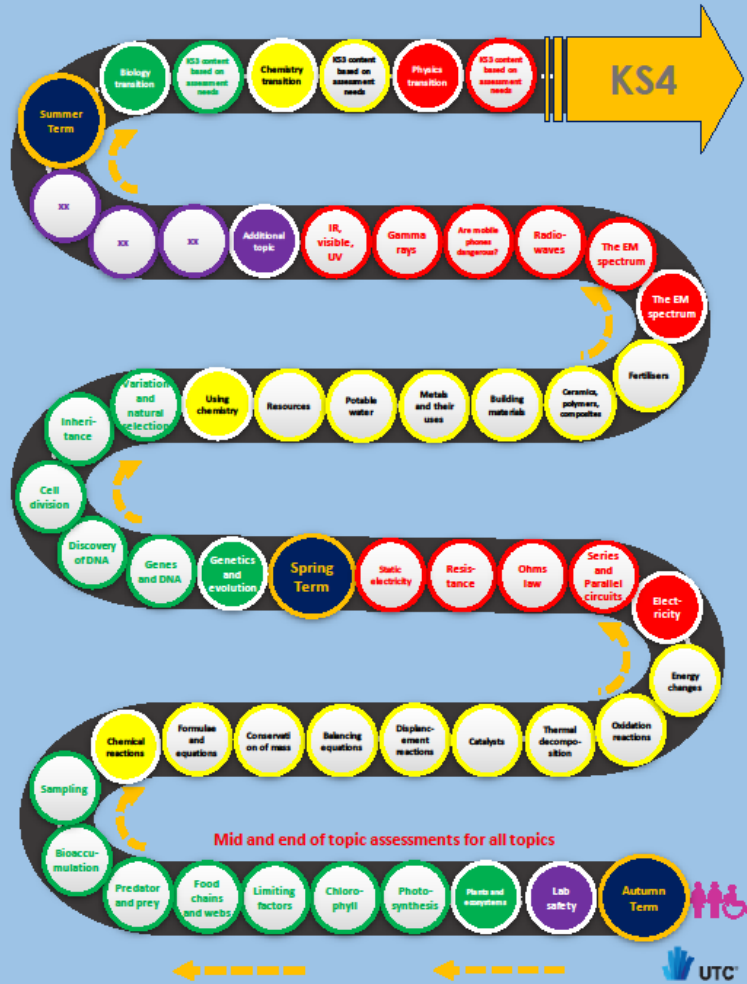 Biology
transition
KS3 content
based on
assessment
needs
Chemistry
transition
KS3 content
based on
assessment
needs
Physics
transition
KS3 content
based on
assessment
needs
KS4
Summer
Term
xx
xx
xx
Additional
topic
IR,
visible,
UV
Gamma
rays
Are mobile
phones
dangerous?
Radio-
waves
The EM
spectrum
The EM
spectrum
Variation
and
natural
selection
Using
chemistry
Resources
Potable
water
Metals
and their
uses
Building
materials
Ceramics,
polymers,
composites
Fertilisers
Inheri-
tance
Cell
division
Discovery
of DNA
Genes
and DNA
Genetics
and
evolution
Spring
Term
Static
electricity
Resis-
tance
Ohms
law
Series
and
Parallel
circuits
Elect-
ricity
Energy
changes
Chemical
reactions
Formulae
and
equations
Conservati
on of mass
Balancing
equations
Displanc-
ement
reactions
Catalysts
Thermal
decompo-
sition
Oxidation
reactions
Sampling
Bioaccu-
mulation
Mid and end of topic assessments for all topics
Predator
and prey
Food
chains
and webs
Limiting
factors
Chloro-
phyll
Photo-
synthesis
Plants and
ecosystems
Lab
safety
Autumn
Term
UTC